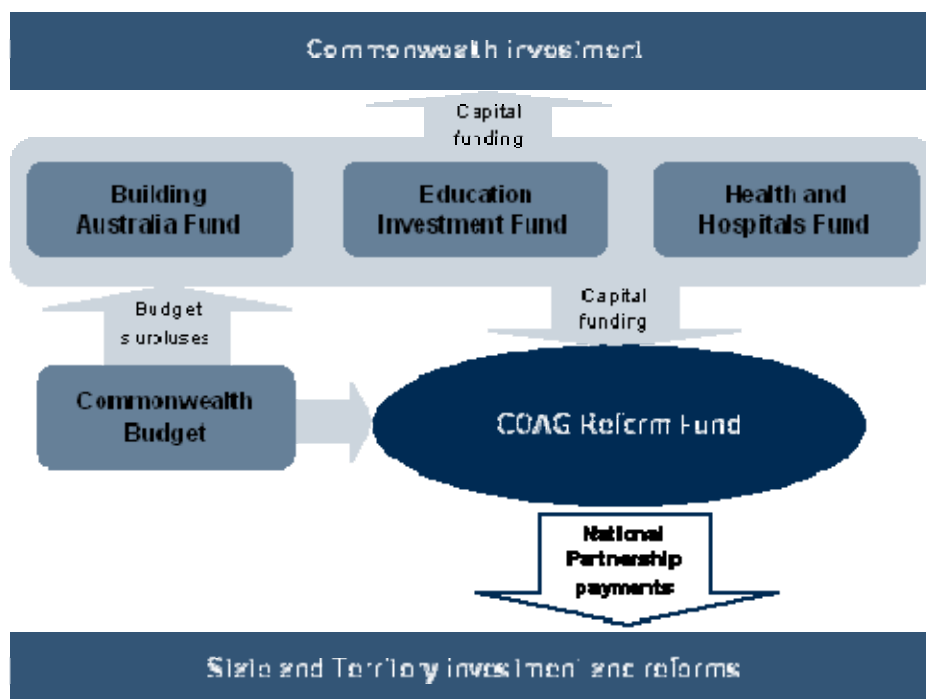 Commonwealth investment
Capital
funding
Building
Australia Fund
Education
Investment Fund
Health and
Hospitals Fund
Budget
surpluses
Capital
funding
Commonwealth
Budget
COAG Reform Fund
National
Partnership
payments
State and Territory investment and reforms